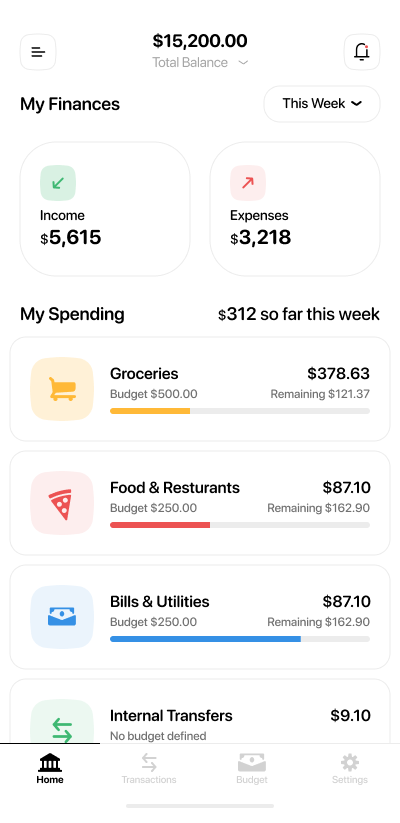 $15,200.00
Total Balance
My Finances
This Week
Income
$5,615
Expenses
$3,218
My Spending
$312 so far this week
Groceries
$378.63
Budget $500.00
Remaining $121.37
Food & Resturants
$87.10
Budget $250.00
Remaining $162.90
Bills & Utilities
$87.10
Budget $250.00
Remaining $162.90
Internal Transfers
$9.10
No budget defined
Home
Transactions
Budget
Settings